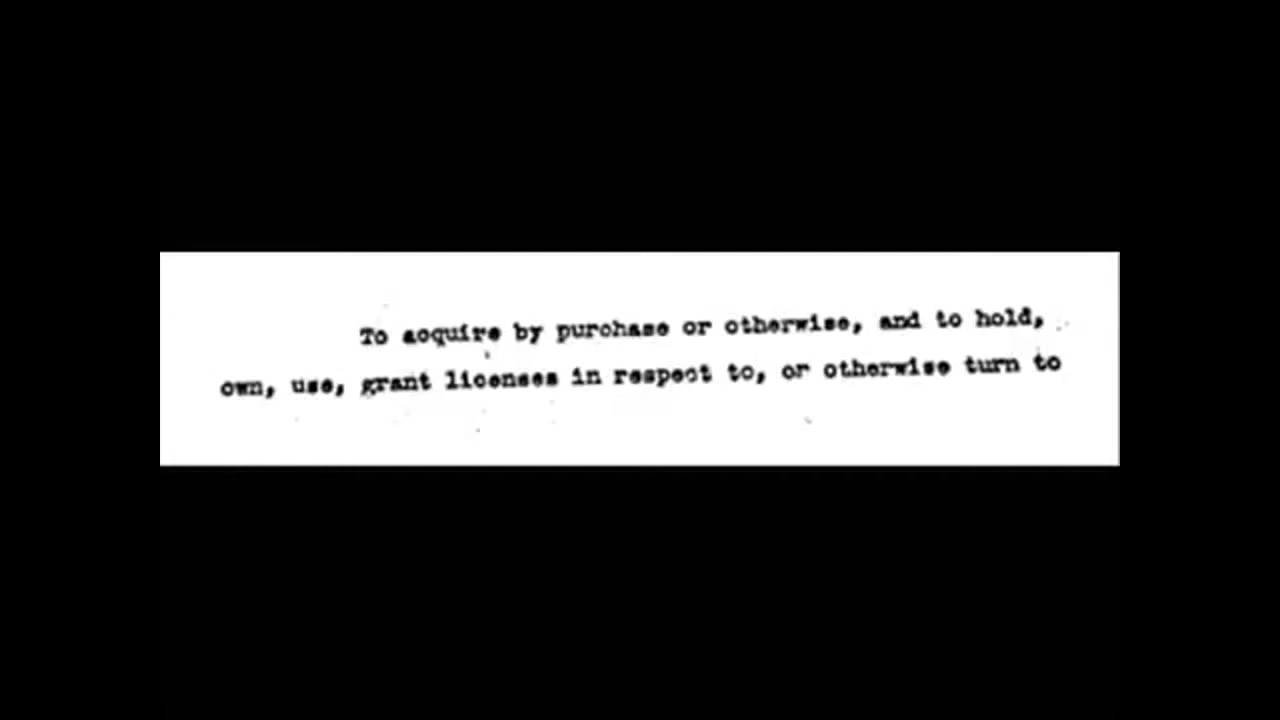 To acquire by purchase or otherwise, and to hold,
own, use, grant licenses in respect to, or otherwise turn to